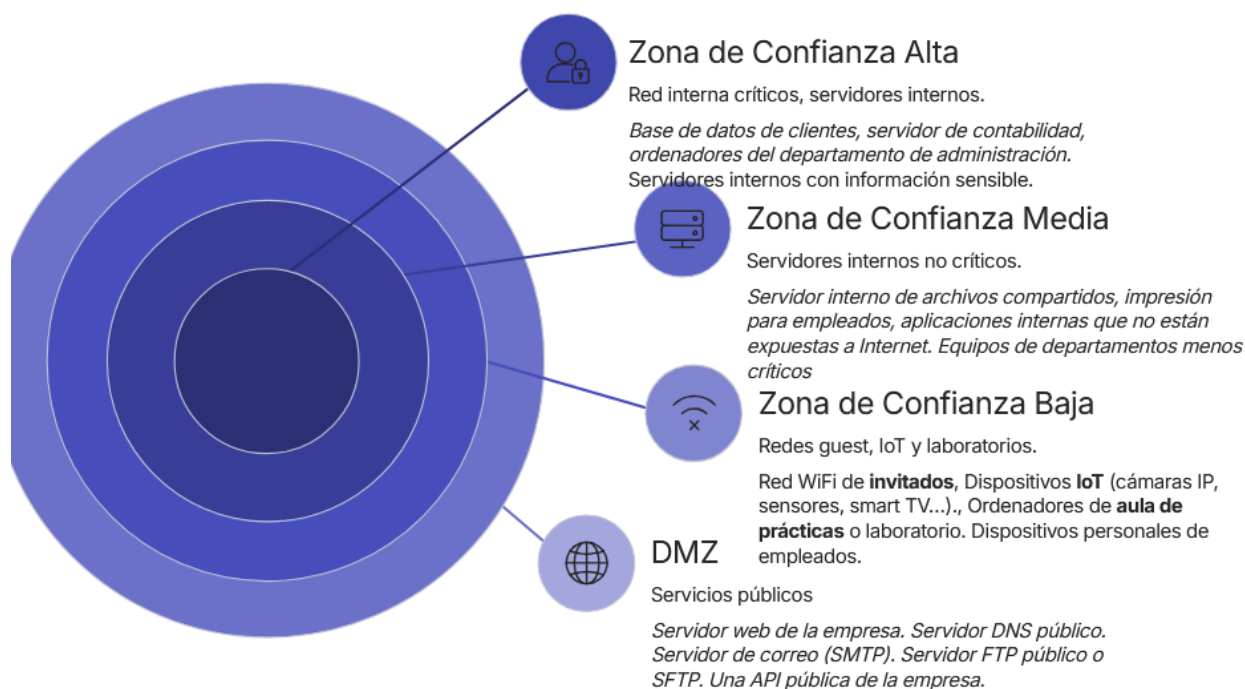 Zona de Confianza Alta
Red interna críticos, servidores internos.
Base de datos de clientes, servidor de contabilidad,
ordenadores del departamento de administración.
Servidores internos con información sensible.
Zona de Confianza Media
Servidores internos no críticos.
Servidor interno de archivos compartidos, impresión
para empleados, aplicaciones internas que no están
expuestas a Internet. Equipos de departamentos menos
críticos
Zona de Confianza Baja
Redes guest, IoT y laboratorios.
Red WiFi de invitados, Dispositivos IoT (cámaras IP,
sensores, smart TV...)., Ordenadores de aula de
prácticas o laboratorio. Dispositivos personales de
empleados.
DMZ
Servicios públicos
Servidor web de la empresa. Servidor DNS público.
Servidor de correo (SMTP). Servidor FTP público o
SFTP. Una API pública de la empresa.